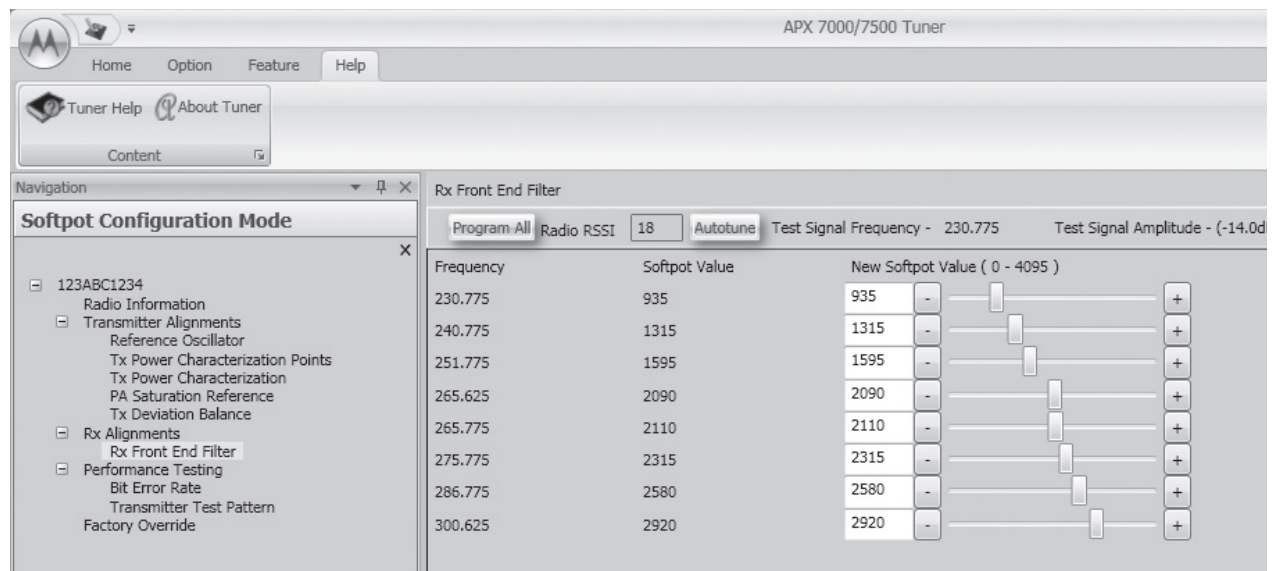 APX 7000/7500 Tuner
Home Option Feature Help
Tuner Help About Tuner
Content
Navigation
Softpot Configuration Mode
123ABC1234
Radio Information
Transmitter Alignments
Reference Oscillator
Tx Power Characterization Points
Tx Power Characterization
PA Saturation Reference
Tx Deviation Balance
Rx Alignments
Rx Front End Filter
Performance Testing
Bit Error Rate
Transmitter Test Pattern
Factory Override
Rx Front End Filter
Program All Radio RSSI 18 Autotune Test Signal Frequency - 230.775 Test Signal Amplitude - (-14.0d
Frequency Softpot Value New Softpot Value ( 0 - 4095 )
230.775 935 935 - +
240.775 1315 1315 - +
251.775 1595 1595 - +
265.625 2090 2090 - +
265.775 2110 2110 - +
275.775 2315 2315 - +
286.775 2580 2580 - +
300.625 2920 2920 - +